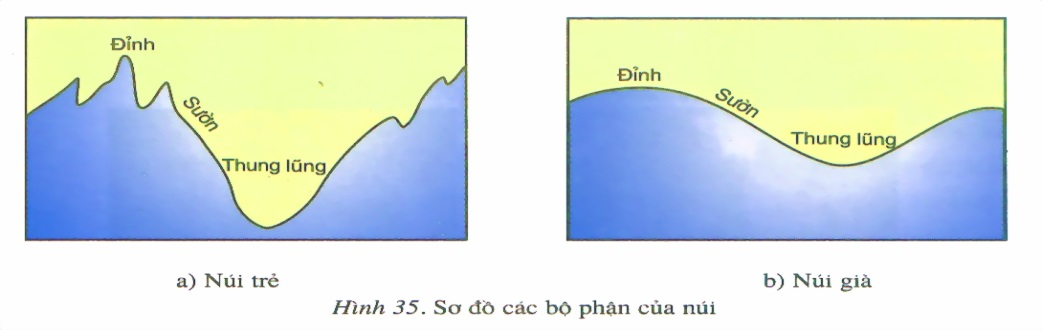 Đỉnh
Sườn
Thung lũng
Đỉnh
Sườn
Thung lũng
a) Núi trẻ
b) Núi già
Hình 35. Sơ đồ các bộ phận của núi